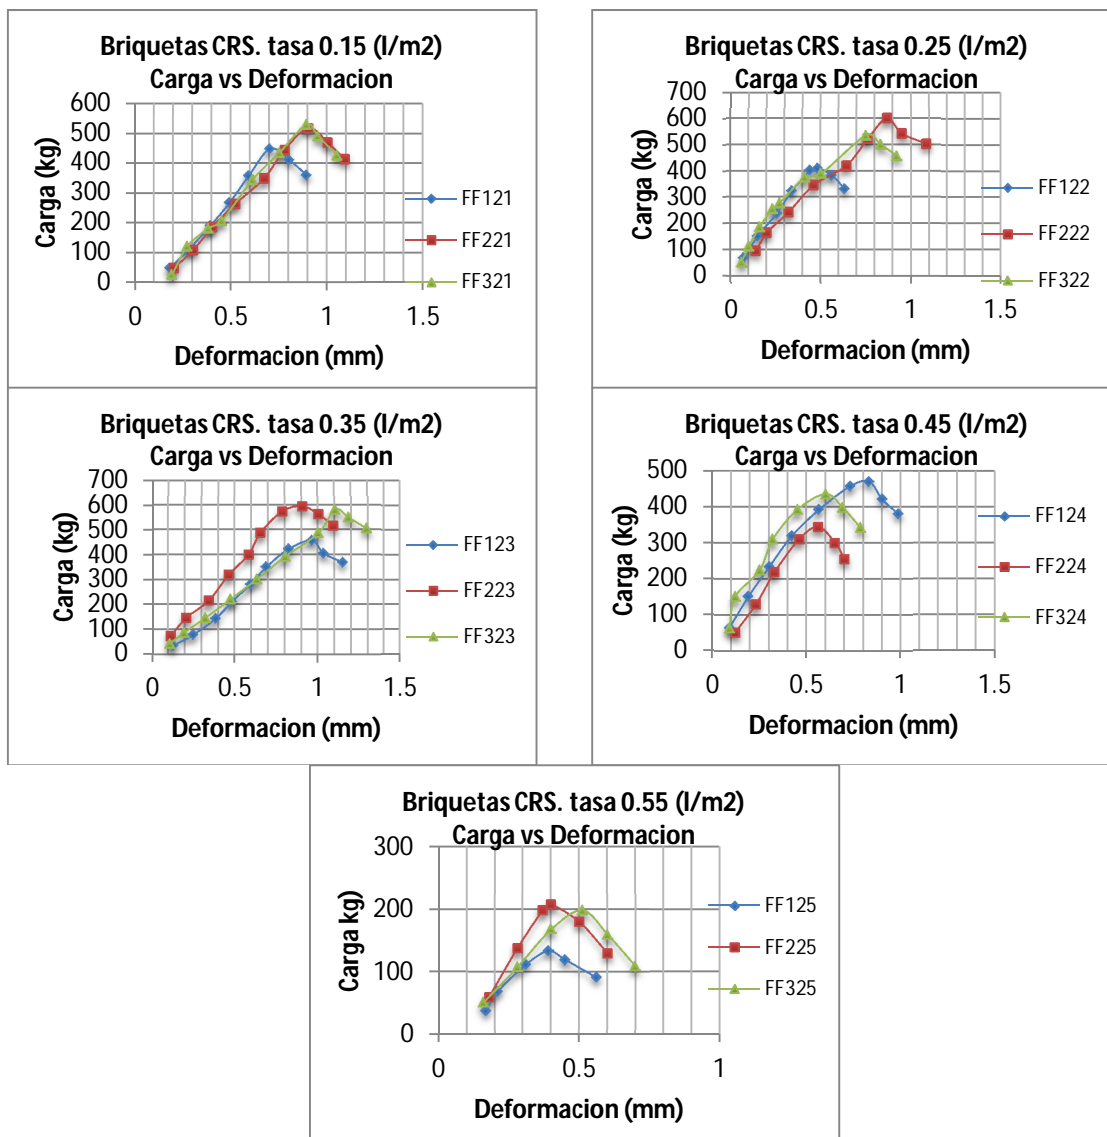 Briquetas CRS. tasa 0.15 (l/m2)
Carga vs Deformacion
600
500
400
300
200
100
0
Carga (kg)
0
0.5
1
1.5
Deformacion (mm)
FF121
FF221
FF321
Briquetas CRS. tasa 0.25 (l/m2)
Carga vs Deformacion
700
600
500
400
300
200
100
0
Carga (kg)
0
0.5
1
1.5
Deformacion (mm)
FF122
FF222
FF322
Briquetas CRS. tasa 0.35 (l/m2)
Carga vs Deformacion
700
600
500
400
300
200
100
0
Carga (kg)
0
0.5
1
1.5
Deformacion (mm)
FF123
FF223
FF323
Briquetas CRS. tasa 0.45 (l/m2)
Carga vs Deformacion
500
400
300
200
100
0
Carga (kg)
0
0.5
1
1.5
Deformacion (mm)
FF124
FF224
FF324
Briquetas CRS. tasa 0.55 (l/m2)
Carga vs Deformacion
300
200
100
0
Carga kg)
0
0.5
1
Deformacion (mm)
FF125
FF225
FF325